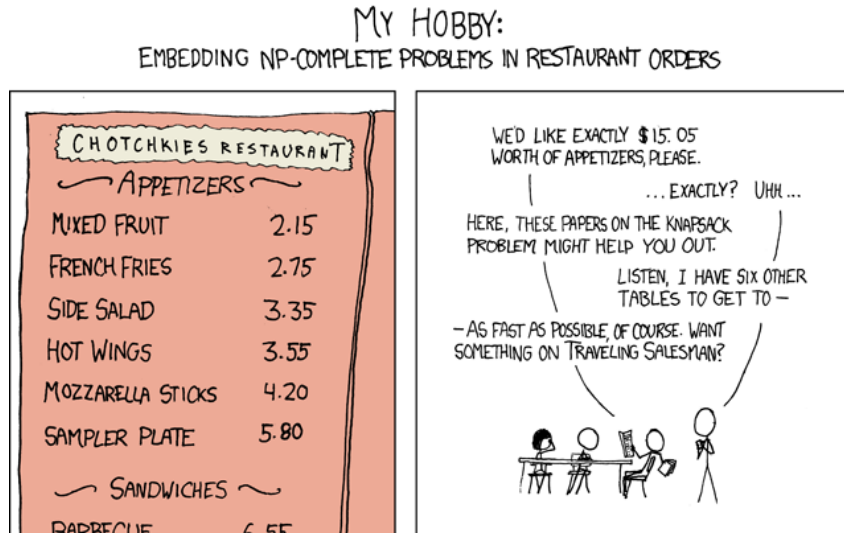 MY HOBBY:
EMBEDDING NP-COMPLETE PROBLEMS IN RESTAURANT ORDERS
CHOTCHKIES RESTAURANT
APPETIZERS
MIXED FRUIT 2.15
FRENCH FRIES 2.75
SIDE SALAD 3.35
HOT WINGS 3.55
MOZZARELLA STICKS 4.20
SAMPLER PLATE 5.80
SANDWICHES
BARBECUE 6.55
WE'D LIKE EXACTLY $15.05
WORTH OF APPETIZERS, PLEASE.
...EXACTLY? UHH...
HERE, THESE PAPERS ON THE KNAPSACK
PROBLEM MIGHT HELP YOU OUT.
LISTEN, I HAVE SIX OTHER
TABLES TO GET TO —
—AS FAST AS POSSIBLE, OF COURSE. WANT
SOMETHING ON TRAVELING SALESMAN?